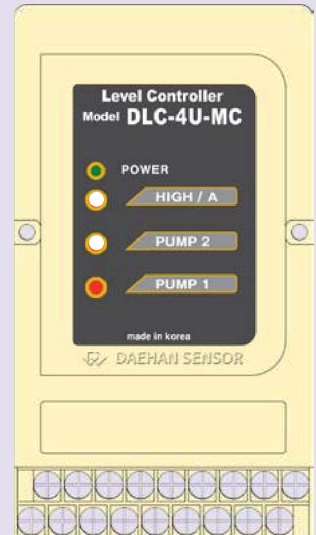 Level Controller
Model DLC-4U-MC
POWER
HIGH / A
PUMP 2
PUMP 1
made in korea
DAEHAN SENSOR